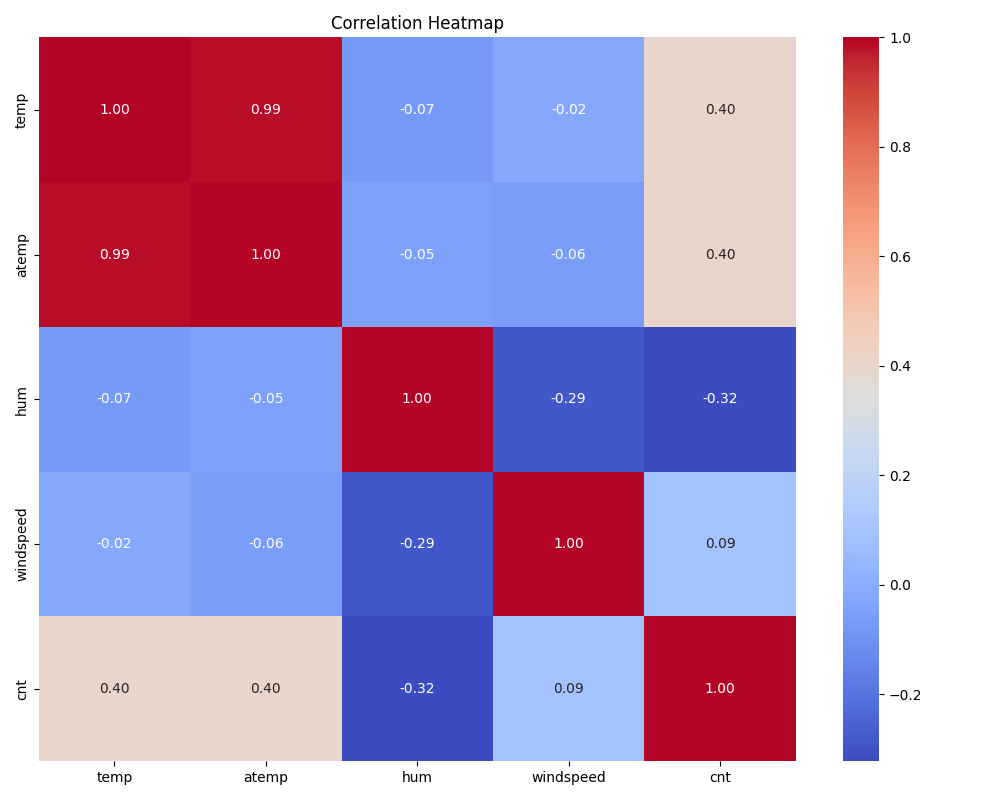 Correlation Heatmap
temp 1.00 0.99 -0.07 -0.02 0.40
atemp 0.99 1.00 -0.05 -0.06 0.40
hum -0.07 -0.05 1.00 -0.29 -0.32
windspeed -0.02 -0.06 -0.29 1.00 0.09
cnt 0.40 0.40 -0.32 0.09 1.00
temp atemp hum windspeed cnt
1.0
0.8
0.6
0.4
0.2
0.0
−0.2